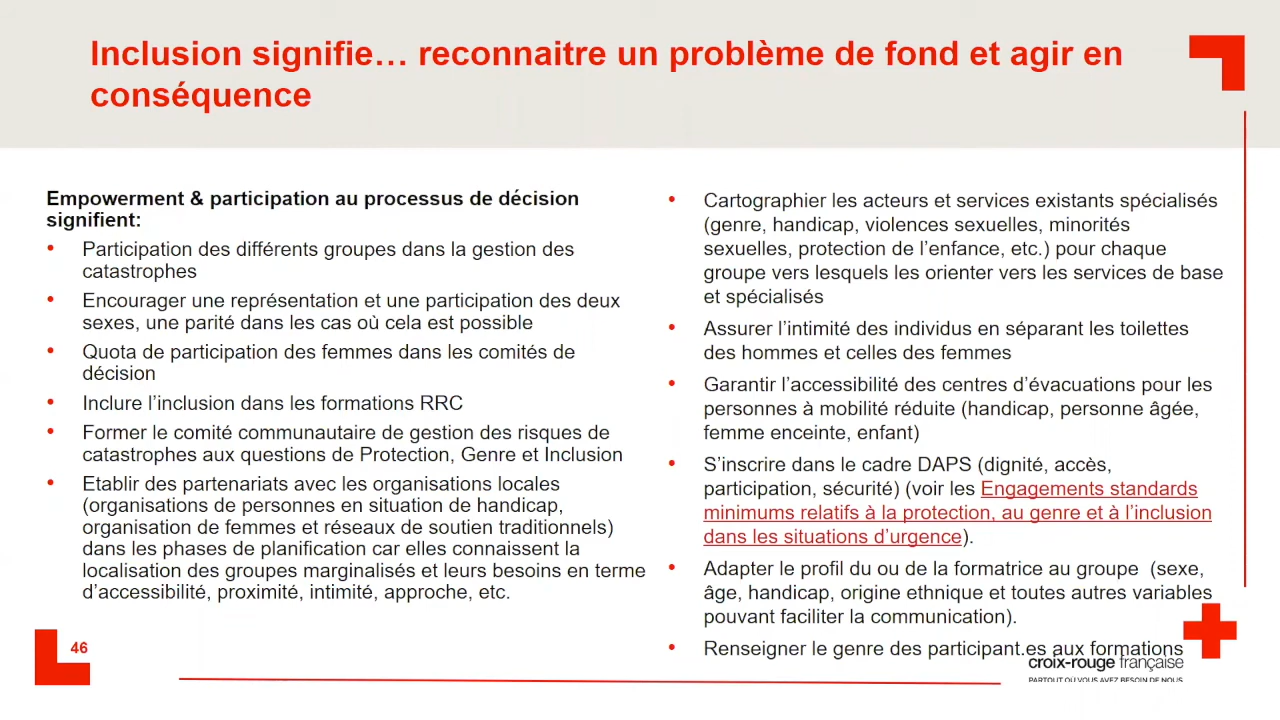 Inclusion signifie… reconnaitre un problème de fond et agir en
conséquence
Empowerment & participation au processus de décision
signifient:
• Participation des différents groupes dans la gestion des
catastrophes
• Encourager une représentation et une participation des deux
sexes, une parité dans les cas où cela est possible
• Quota de participation des femmes dans les comités de
décision
• Inclure l’inclusion dans les formations RRC
• Former le comité communautaire de gestion des risques de
catastrophes aux questions de Protection, Genre et Inclusion
• Etablir des partenariats avec les organisations locales
(organisations de personnes en situation de handicap,
organisation de femmes et réseaux de soutien traditionnels)
dans les phases de planification car elles connaissent la
localisation des groupes marginalisés et leurs besoins en terme
d’accessibilité, proximité, intimité, approche, etc.
• Cartographier les acteurs et services existants spécialisés
(genre, handicap, violences sexuelles, minorités
sexuelles, protection de l’enfance, etc.) pour chaque
groupe vers lesquels les orienter vers les services de base
et spécialisés
• Assurer l’intimité des individus en séparant les toilettes
des hommes et celles des femmes
• Garantir l’accessibilité des centres d’évacuations pour les
personnes à mobilité réduite (handicap, personne âgée,
femme enceinte, enfant)
• S’inscrire dans le cadre DAPS (dignité, accès,
participation, sécurité) (voir les Engagements standards
minimums relatifs à la protection, au genre et à l’inclusion
dans les situations d’urgence).
• Adapter le profil du ou de la formatrice au groupe (sexe,
âge, handicap, origine ethnique et toutes autres variables
pouvant faciliter la communication).
• Renseigner le genre des participant.es aux formations
46
croix-rouge française
PARTOUT OÙ VOUS AVEZ BESOIN DE NOUS